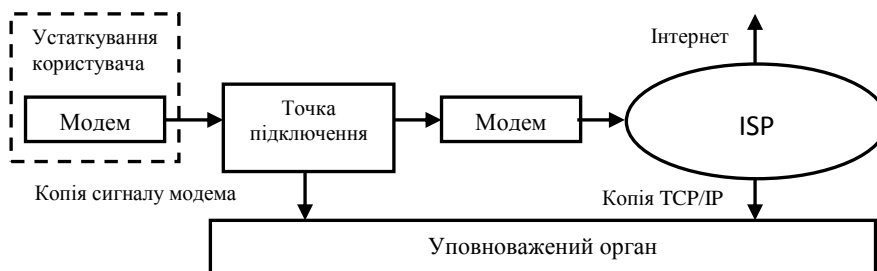 Устаткування
користувача
Модем
Точка
підключення
Модем
Інтернет
ISP
Копія сигналу модема
Копія TCP/IP
Уповноважений орган